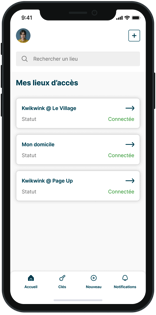 9:41
Rechercher un lieu
Mes lieux d'accès
Kwikwink @ Le Village
Statut Connectée
Mon domicile
Statut Connectée
Kwikwink @ Page Up
Statut Connectée
Accueil Clés Nouveau Notifications